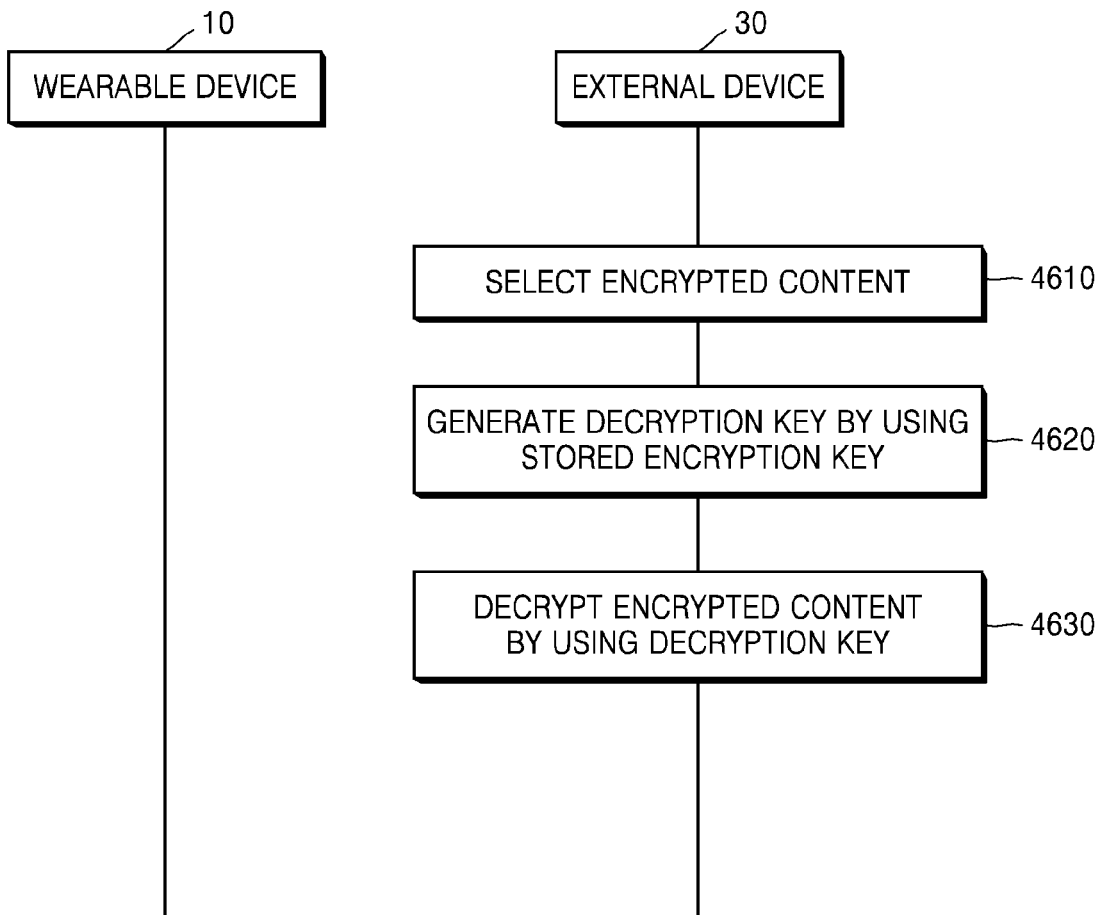 10
30
WEARABLE DEVICE
EXTERNAL DEVICE
SELECT ENCRYPTED CONTENT
4610
GENERATE DECRYPTION KEY BY USING
STORED ENCRYPTION KEY
4620
DECRYPT ENCRYPTED CONTENT
BY USING DECRYPTION KEY
4630